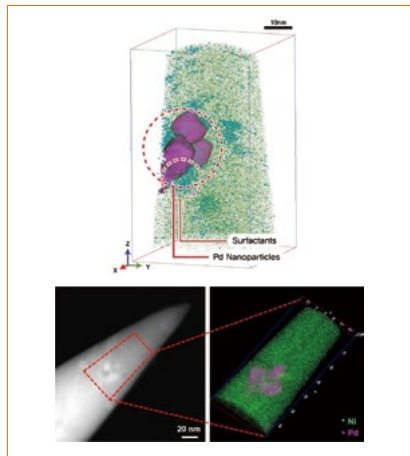 10nm
Surfactants
Pd Nanoparticles
Z
X
Y
20 nm
Ni
Pd